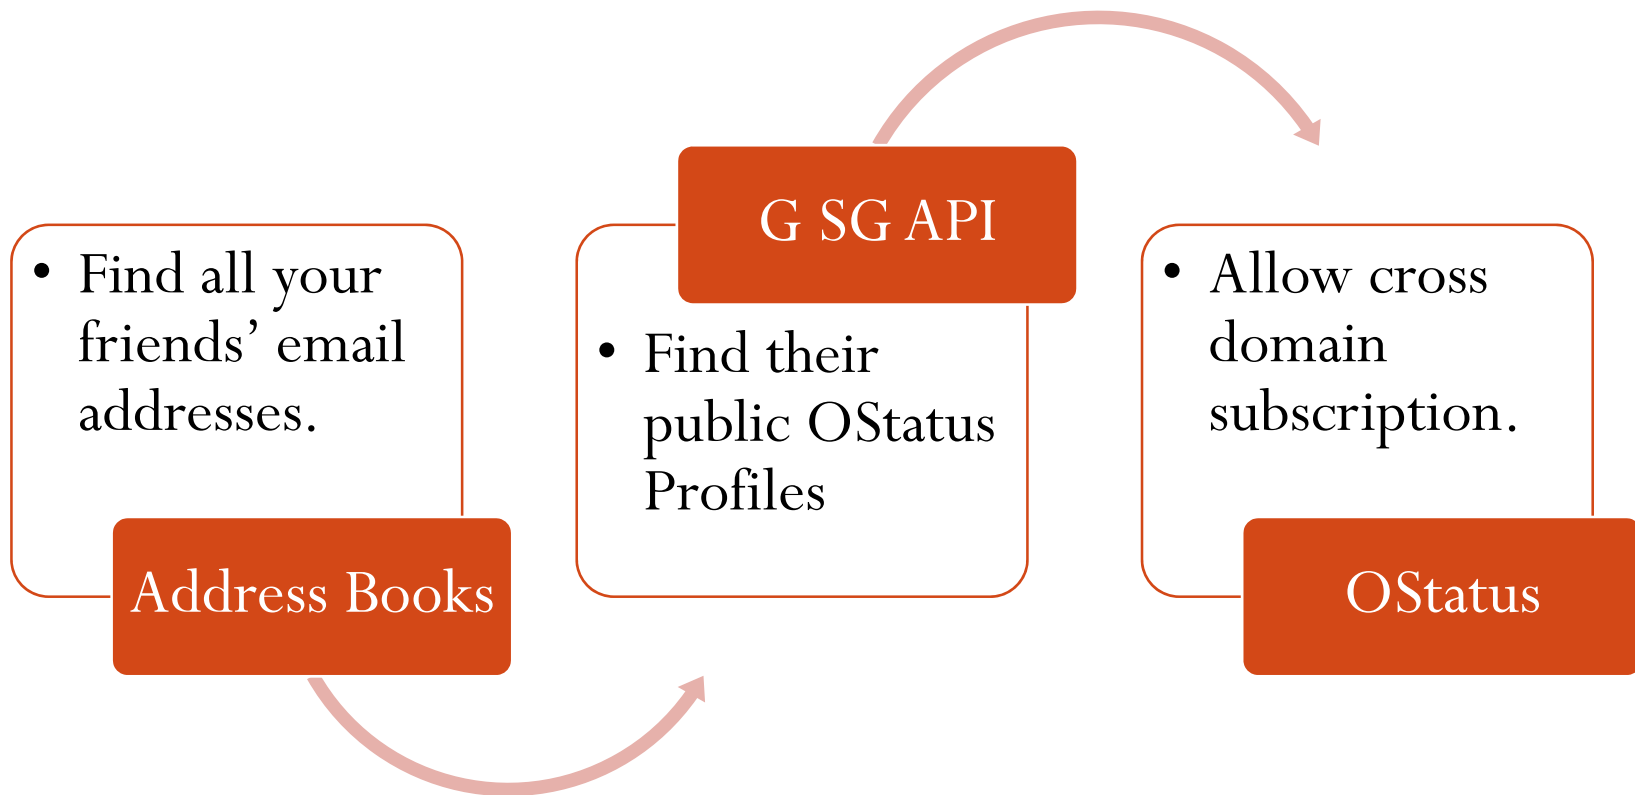 • Find all your
friends’ email
addresses.
Address Books
G SG API
• Find their
public OStatus
Profiles
• Allow cross
domain
subscription.
OStatus